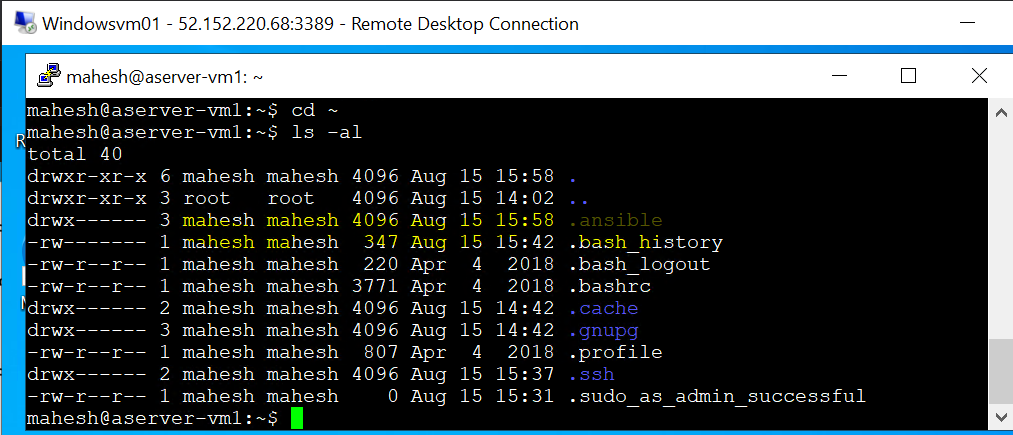 Windowsvm01 - 52.152.220.68:3389 - Remote Desktop Connection
mahesh@aserver-vm1: ~
mahesh@aserver-vm1:~$ cd ~
mahesh@aserver-vm1:~$ ls -al
total 40
drwxr-xr-x 6 mahesh mahesh 4096 Aug 15 15:58 .
drwxr-xr-x 3 root   root   4096 Aug 15 14:02 ..
drwx------ 3 mahesh mahesh 4096 Aug 15 15:58 .ansible
-rw------- 1 mahesh mahesh  347 Aug 15 15:42 .bash_history
-rw-r--r-- 1 mahesh mahesh  220 Apr  4  2018 .bash_logout
-rw-r--r-- 1 mahesh mahesh 3771 Apr  4  2018 .bashrc
drwx------ 2 mahesh mahesh 4096 Aug 15 14:42 .cache
drwx------ 3 mahesh mahesh 4096 Aug 15 14:42 .gnupg
-rw-r--r-- 1 mahesh mahesh  807 Apr  4  2018 .profile
drwx------ 2 mahesh mahesh 4096 Aug 15 15:37 .ssh
-rw-r--r-- 1 mahesh mahesh    0 Aug 15 15:31 .sudo_as_admin_successful
mahesh@aserver-vm1:~$